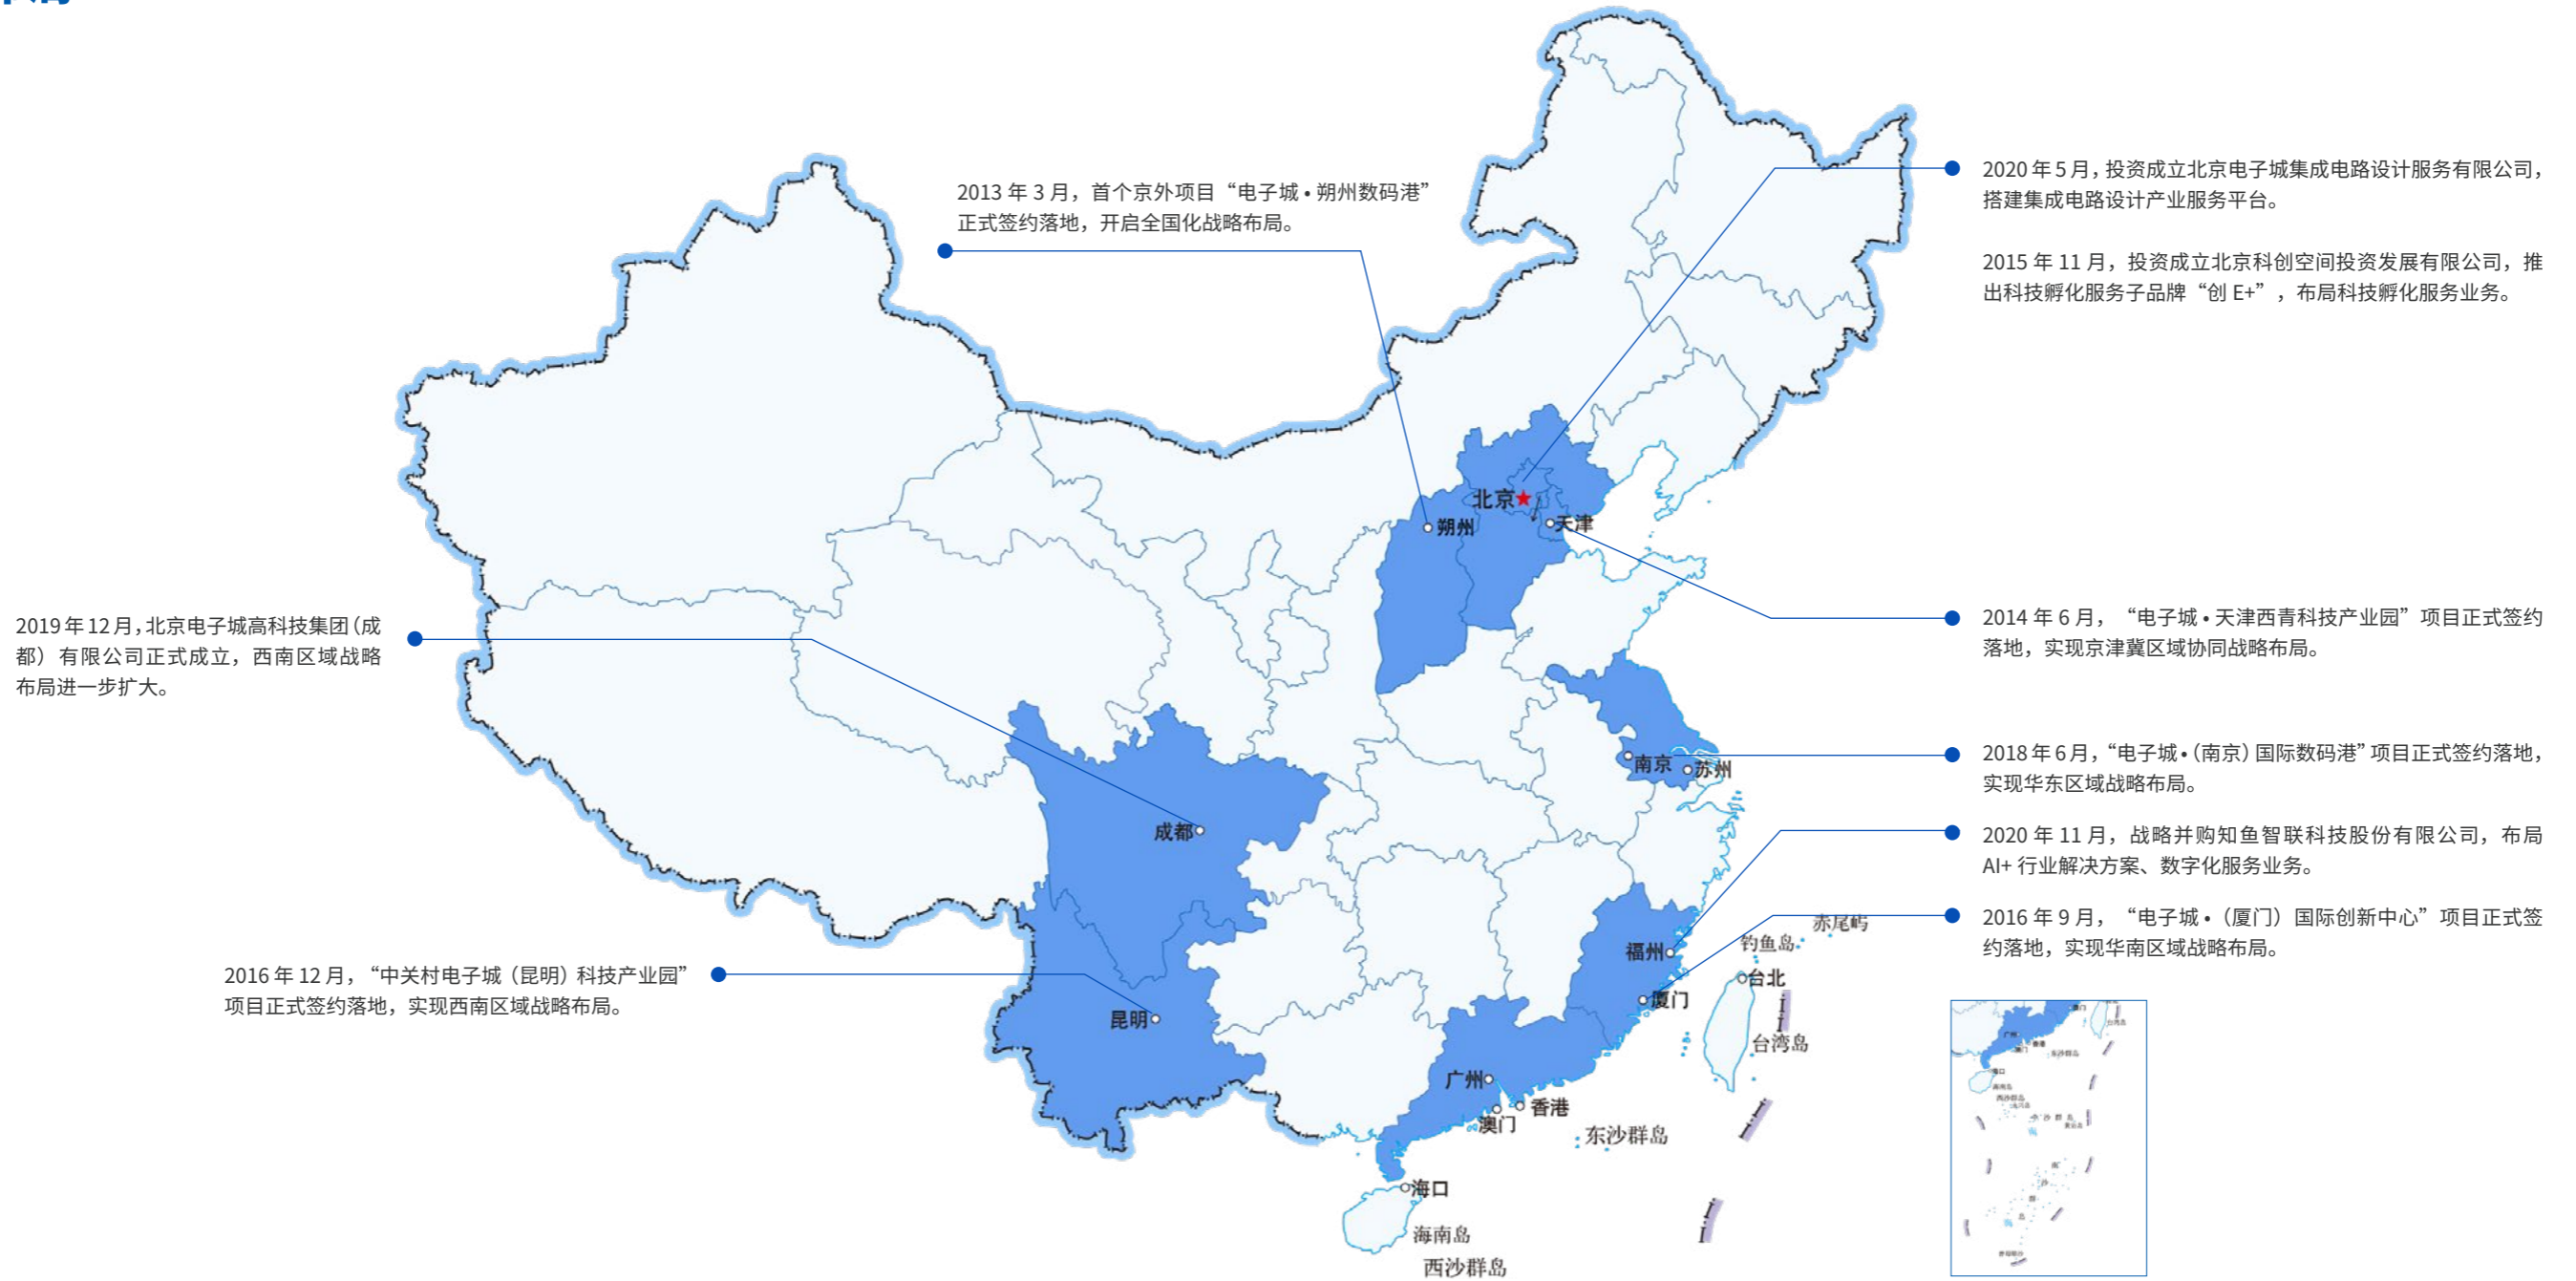 2013 年 3 月，首个京外项目“电子城 • 朔州数码港”
正式签约落地，开启全国化战略布局。
2020 年 5 月，投资成立北京电子城集成电路设计服务有限公司，
搭建集成电路设计产业服务平台。
2015 年 11 月，投资成立北京科创空间投资发展有限公司，推
出科技孵化服务子品牌“创 E+”，布局科技孵化服务业务。
北京
天津
朔州
2019 年 12 月，北京电子城高科技集团（成
都）有限公司正式成立，西南区域战略
布局进一步扩大。
2014 年 6 月，“电子城 • 天津西青科技产业园”项目正式签约
落地，实现京津冀区域协同战略布局。
南京
苏州
2018 年 6 月，“电子城 •（南京）国际数码港”项目正式签约落地，
实现华东区域战略布局。
成都
2020 年 11 月，战略并购知鱼智联科技股份有限公司，布局
AI+ 行业解决方案、数字化服务业务。
2016 年 9 月，“电子城 •（厦门）国际创新中心”项目正式签
约落地，实现华南区域战略布局。
赤尾屿
钓鱼岛
福州
台北
厦门
台湾岛
2016 年 12 月，“中关村电子城（昆明）科技产业园”
项目正式签约落地，实现西南区域战略布局。
昆明
广州
香港
澳门
东沙群岛
海口
海南岛
西沙群岛
广州
香港
澳门
东沙群岛
海口
海南岛
西沙群岛